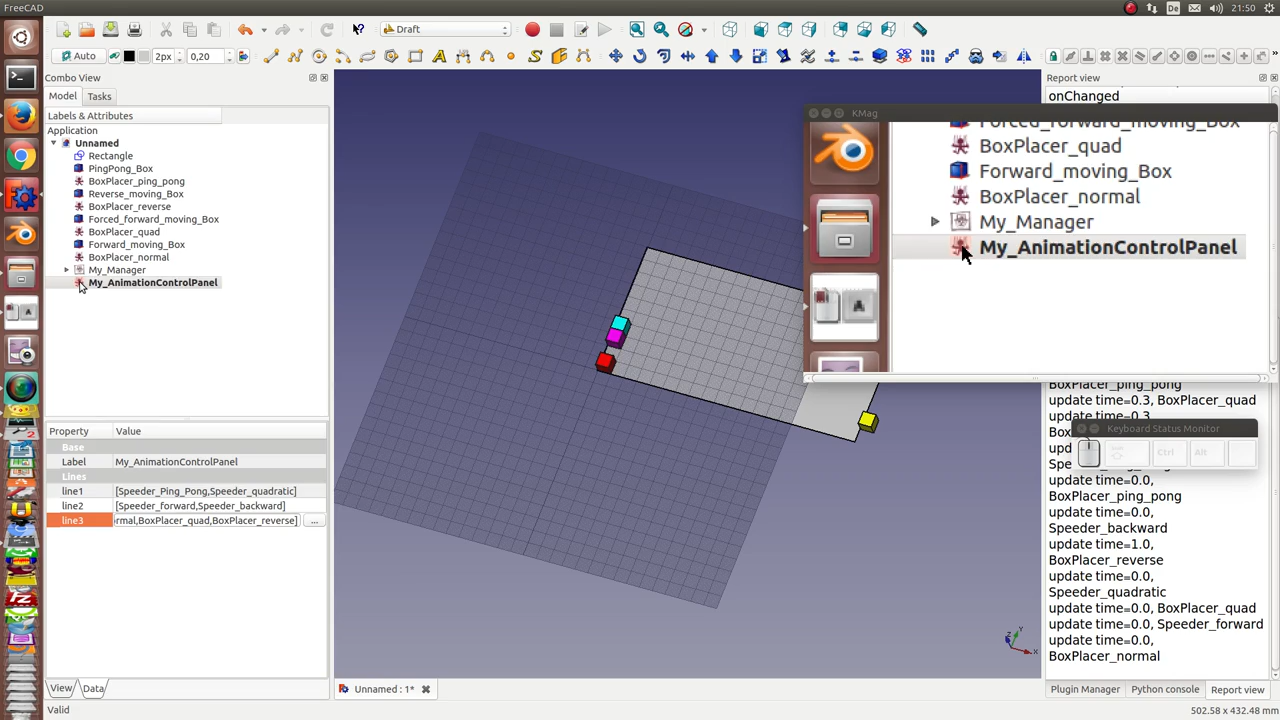 FreeCAD
De
21:50
Draft
Auto
2px
0,20
Combo View
Report view
Model
Tasks
Labels & Attributes
onChanged
Application
Unnamed
Rectangle
PingPong_Box
BoxPlacer_ping_pong
Reverse_moving_Box
BoxPlacer_reverse
Forced_forward_moving_Box
BoxPlacer_quad
Forward_moving_Box
BoxPlacer_normal
My_Manager
My_AnimationControlPanel
KMag
Forced_forward_moving_Box
BoxPlacer_quad
Forward_moving_Box
BoxPlacer_normal
My_Manager
My_AnimationControlPanel
BoxPlacer_ping_pong
update time=0.3, BoxPlacer_quad
update time=0.3
Keyboard Status Monitor
Ctrl
Alt
update time=0.0,
BoxPlacer_ping_pong
update time=0.0,
Speeder_backward
update time=1.0,
BoxPlacer_reverse
update time=0.0,
Speeder_quadratic
update time=0.0, BoxPlacer_quad
update time=0.0, Speeder_forward
update time=0.0,
BoxPlacer_normal
Property
Value
Base
Label
My_AnimationControlPanel
Lines
line1
[Speeder_Ping_Pong,Speeder_quadratic]
line2
[Speeder_forward,Speeder_backward]
line3
ormal,BoxPlacer_quad,BoxPlacer_reverse]
...
View
Data
Unnamed : 1*
Plugin Manager
Python console
Report view
Valid
502.58 x 432.48 mm